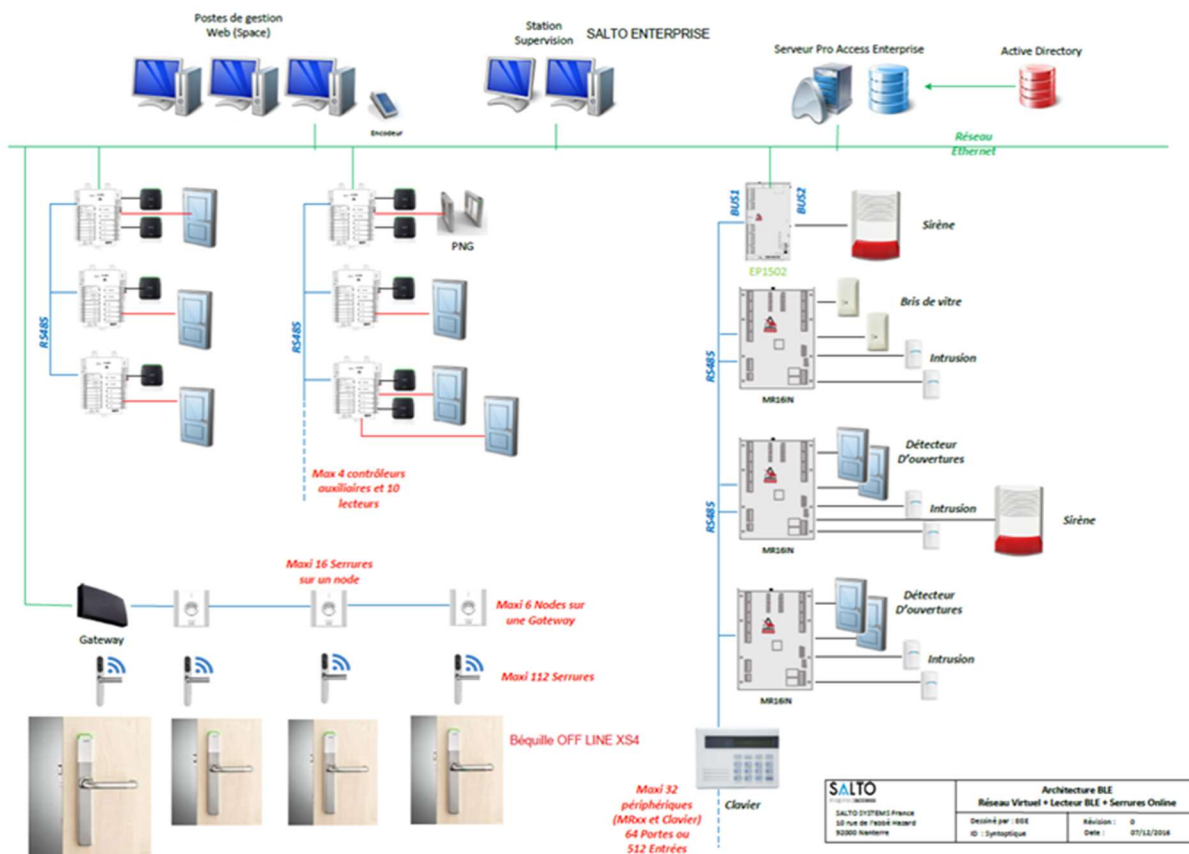 Postes de gestion
Web (Space)
Station
Supervision
SALTO ENTERPRISE
Serveur Pro Access Enterprise
Active Directory
Encodeur
Réseau
Ethernet
RS485
RS485
PNG
Max 4 contrôleurs
auxiliaires et 10
lecteurs
BUS1
BUS2
EP1502
Sirène
Bris de vitre
RS485
Intrusion
MR16IN
Détecteur
D'ouvertures
RS485
Intrusion
Sirène
MR16IN
Détecteur
D'ouvertures
Intrusion
MR16IN
Gateway
Maxi 16 Serrures
sur un node
Maxi 6 Nodes sur
une Gateway
Maxi 112 Serrures
Béquille OFF LINE XS4
Clavier
Maxi 32
périphériques
(MRxx et Clavier)
64 Portes ou
512 Entrées
SALTO
inspiredaccess
SALTO SYSTEMS France
10 rue de l'abbé Hazard
92000 Nanterre
Architecture BLE
Réseau Virtuel + Lecteur BLE + Serrures Online
Dessiné par : BBE
ID : Synoptique
Révision : 0
Date : 07/12/2016